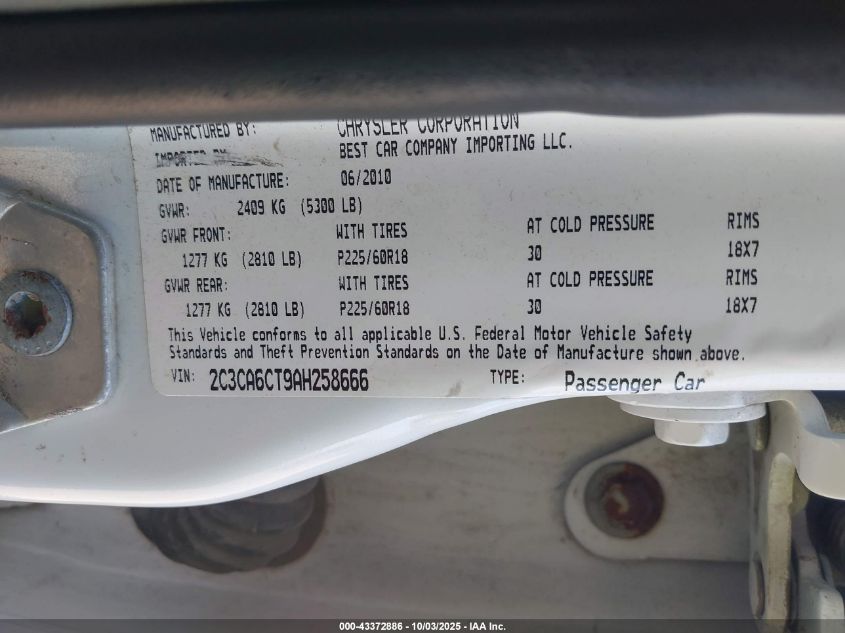 MANUFACTURED BY: CHRYSLER CORPORATION
IMPORTED BY BEST CAR COMPANY IMPORTING LLC.
DATE OF MANUFACTURE: 06/2010
GVWR: 2409 KG (5300 LB)
GVWR FRONT: WITH TIRES AT COLD PRESSURE RIMS
1277 KG (2810 LB) P225/60R18 30 18X7
GVWR REAR: WITH TIRES AT COLD PRESSURE RIMS
1277 KG (2810 LB) P225/60R18 30 18X7
This Vehicle conforms to all applicable U.S. Federal Motor Vehicle Safety
Standards and Theft Prevention Standards on the Date of Manufacture shown above.
VIN: 2C3CA6CT9AH258666 TYPE: Passenger Car
000-43372886 - 10/03/2025 - IAA Inc.